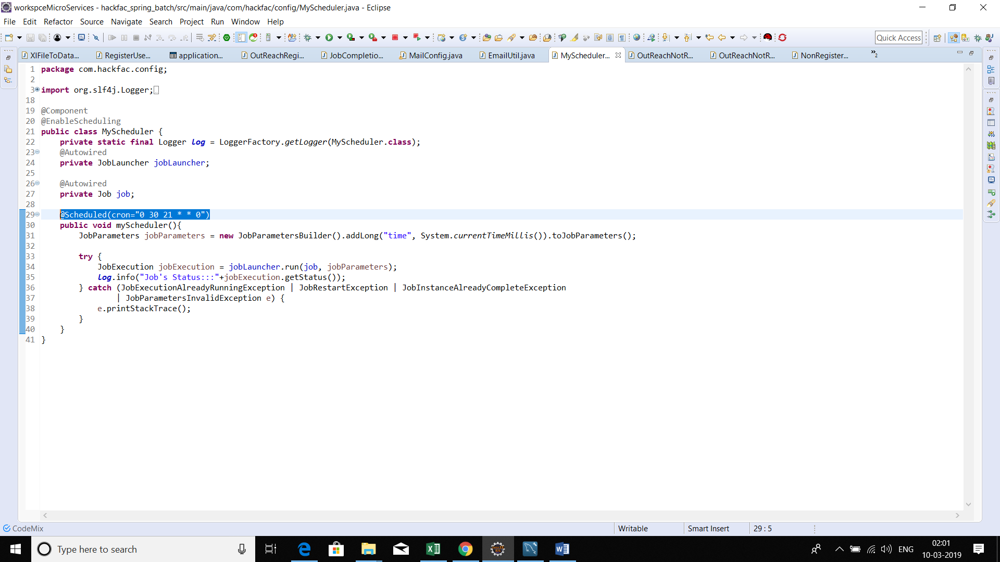 workspceMicroServices - hackfac_spring_batch/src/main/java/com/hackfac/config/MyScheduler.java - Eclipse
File Edit Refactor Source Navigate Search Project Run Window Help
Quick Access
XlFileToData... RegisterUse... application... OutReachRegi... JobCompletio... MailConfig.java EmailUtil.java MyScheduler... OutReachNotR... OutReachNotR... NonRegister... »2
1 package com.hackfac.config;
2
3 import org.slf4j.Logger;
18
19 @Component
20 @EnableScheduling
21 public class MyScheduler {
22 private static final Logger log = LoggerFactory.getLogger(MyScheduler.class);
23 @Autowired
24 private JobLauncher jobLauncher;
25
26 @Autowired
27 private Job job;
28
29 @Scheduled(cron="0 30 21 * * 0")
30 public void myScheduler(){
31 JobParameters jobParameters = new JobParametersBuilder().addLong("time", System.currentTimeMillis()).toJobParameters();
32
33 try {
34 JobExecution jobExecution = jobLauncher.run(job, jobParameters);
35 log.info("Job's Status:::"+jobExecution.getStatus());
36 } catch (JobExecutionAlreadyRunningException | JobRestartException | JobInstanceAlreadyCompleteException
37 | JobParametersInvalidException e) {
38 e.printStackTrace();
39 }
40 }
41 }
CodeMix Writable Smart Insert 29 : 5
Type here to search ENG 02:01
10-03-2019